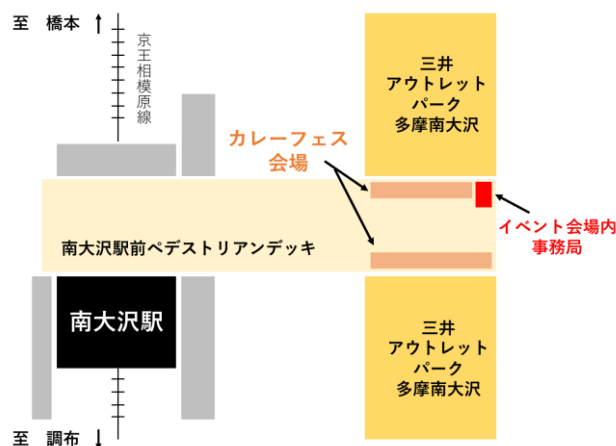 至 橋本
京王相模原線
三井
アウトレット
パーク
多摩南大沢
カレーフェス
会場
イベント会場内
事務局
南大沢駅前ペデストリアンデッキ
南大沢駅
三井
アウトレット
パーク
多摩南大沢
至 調布